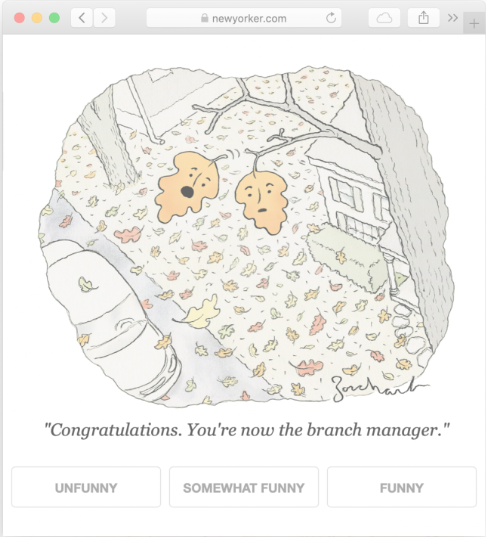 newyorker.com
"Congratulations. You're now the branch manager."
UNFUNNY
SOMEWHAT FUNNY
FUNNY